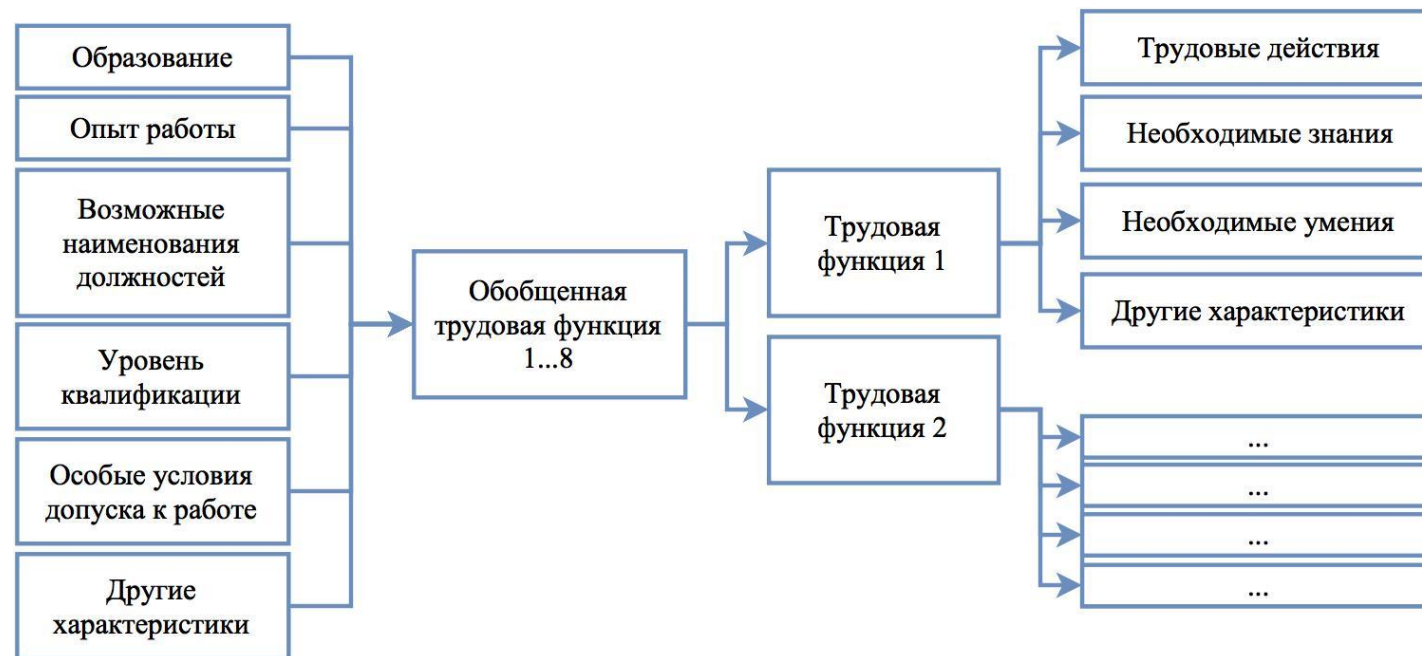 Образование
Опыт работы
Возможные
наименования
должностей
Уровень
квалификации
Особые условия
допуска к работе
Другие
характеристики
Обобщенная
трудовая функция
1...8
Трудовая
функция 1
Трудовая
функция 2
Трудовые действия
Необходимые знания
Необходимые умения
Другие характеристики
...
...
...
...